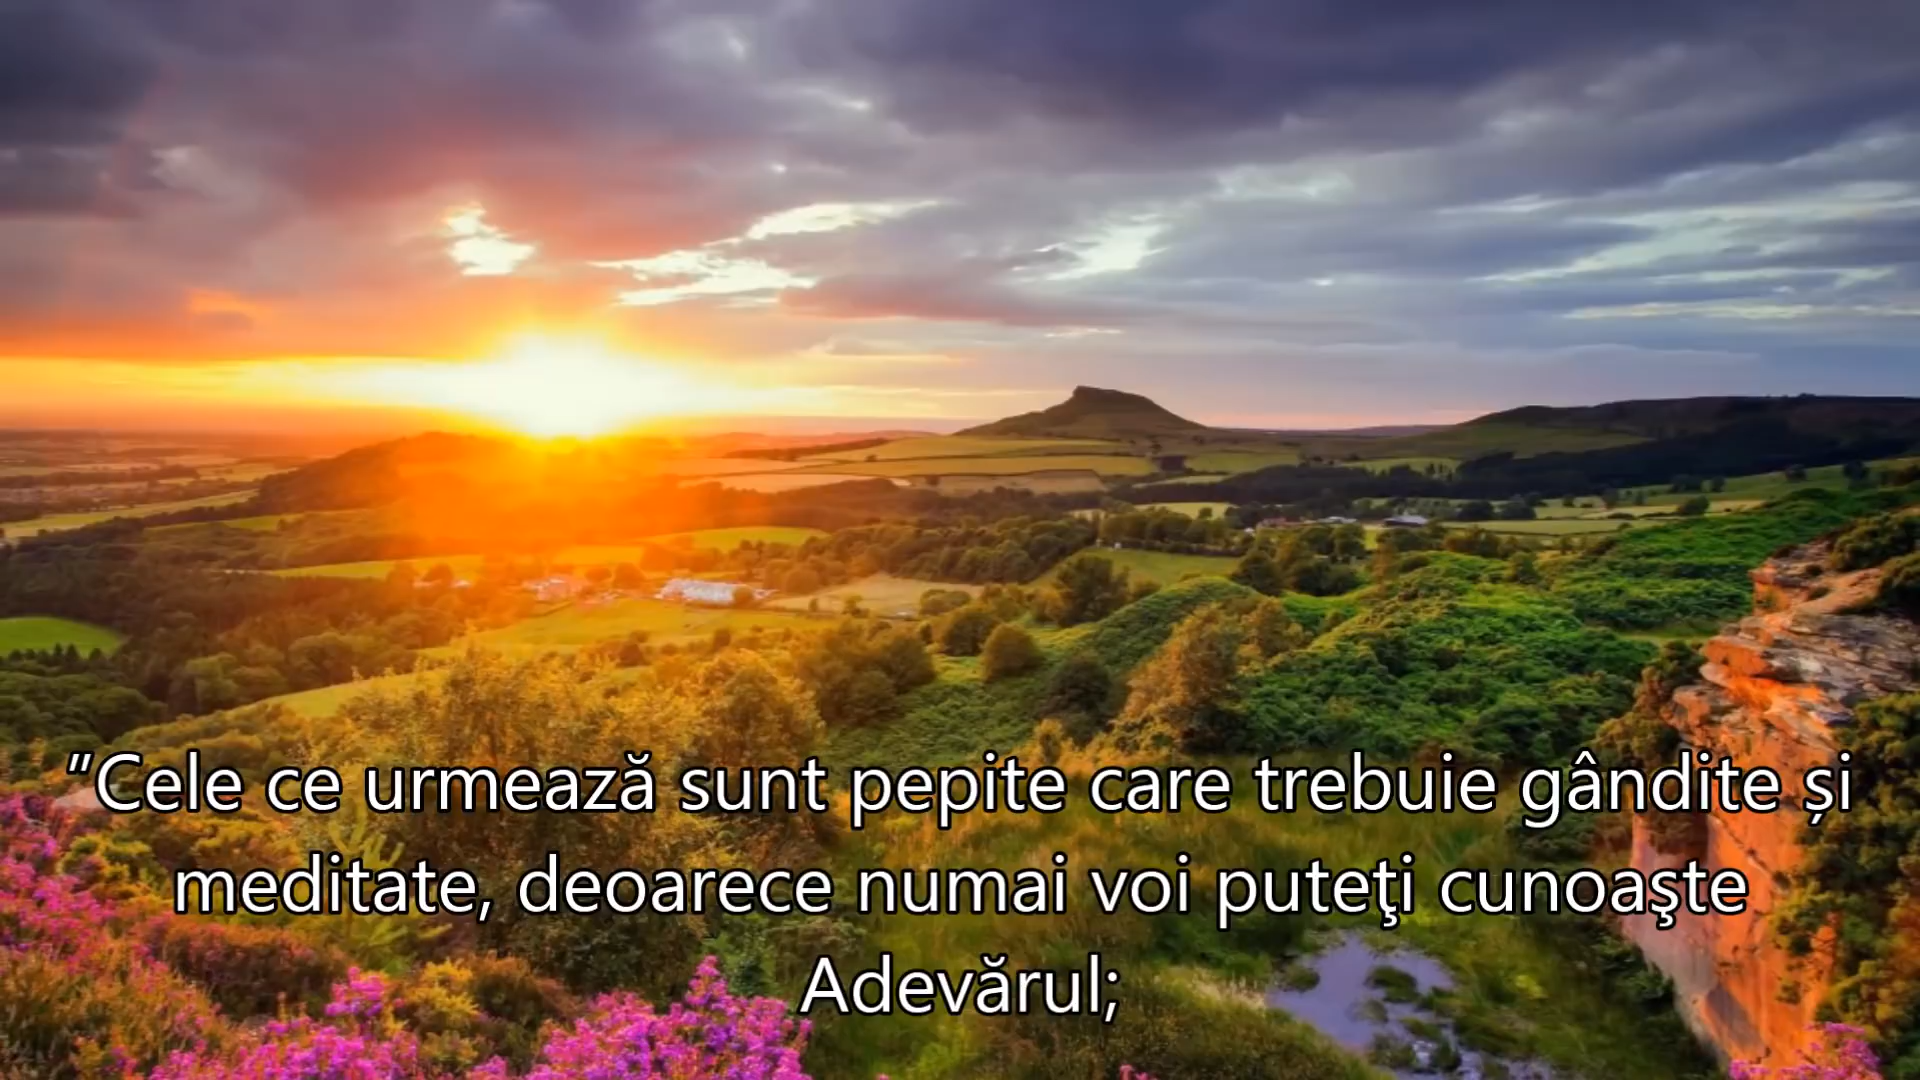 ”Cele ce urmează sunt pepite care trebuie gândite și
meditate, deoarece numai voi puteţi cunoaşte
Adevărul;